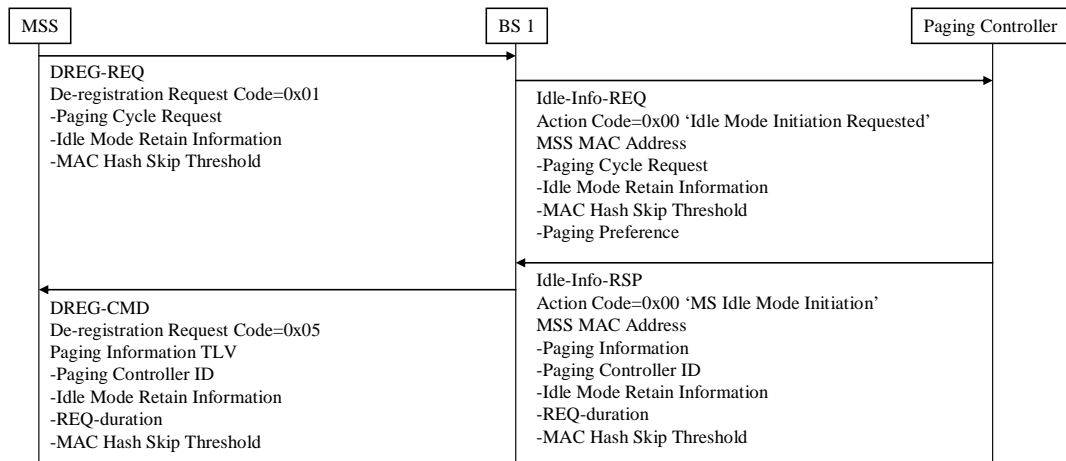 MSS
BS 1
Paging Controller
DREG-REQ
De-registration Request Code=0x01
-Paging Cycle Request
-Idle Mode Retain Information
-MAC Hash Skip Threshold
Idle-Info-REQ
Action Code=0x00 ‘Idle Mode Initiation Requested’
MSS MAC Address
-Paging Cycle Request
-Idle Mode Retain Information
-MAC Hash Skip Threshold
-Paging Preference
Idle-Info-RSP
Action Code=0x00 ‘MS Idle Mode Initiation’
MSS MAC Address
-Paging Information
-Paging Controller ID
-Idle Mode Retain Information
-REQ-duration
-MAC Hash Skip Threshold
DREG-CMD
De-registration Request Code=0x05
Paging Information TLV
-Paging Controller ID
-Idle Mode Retain Information
-REQ-duration
-MAC Hash Skip Threshold